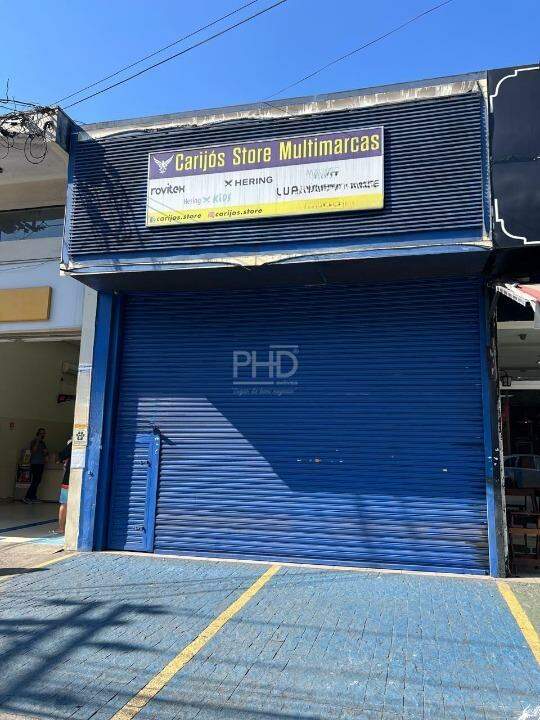 Carijós Store Multimarcas
rovitex HERING
Hering Kids LUA
carijos.store carijos.store
PHD